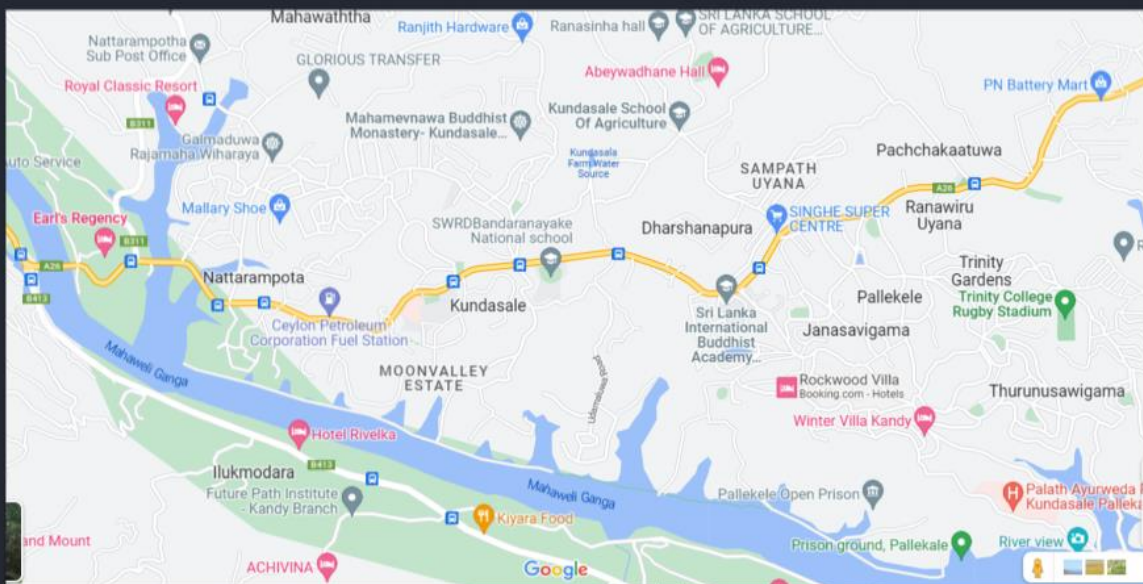 Mahawaththa
Ranjith Hardware
Ranasinha hall
SRI LANKA SCHOOL
OF AGRICULTURE...
Nattarampotha
Sub Post Office
GLORIOUS TRANSFER
Abeywadhane Hall
Royal Classic Resort
PN Battery Mart
B311
Mahamevnawa Buddhist
Monastery- Kundasale...
Kundasale School
Of Agriculture
Galmaduwa
Rajamaha Wiharaya
Auto Service
Kundasala
Farm Water
Source
Pachchakaatuwa
SAMPATH
UYANA
A26
Mallary Shoe
Earl's Regency
B311
SWRDBandaranayake
National school
Dharshanapura
SINGHE SUPER
CENTRE
Ranawiru
Uyana
A26
B413
Nattarampota
Kundasale
Trinity
Gardens
Pallekele
Trinity College
Rugby Stadium
Ceylon Petroleum
Corporation Fuel Station
Sri Lanka
International
Buddhist
Academy...
Janasavigama
Mahaweli Ganga
MOONVALLEY
ESTATE
Rockwood Villa
Booking.com - Hotels
Thurunusawigama
Winter Villa Kandy
Hotel Rivelka
Ilukmodara
B413
Future Path Institute
- Kandy Branch
Mahaweli Ganga
Pallekele Open Prison
Palath Ayurweda
Kundasale Palleka
Kiyara Food
and Mount
Prison ground, Pallekale
River view
ACHIVINA
Google